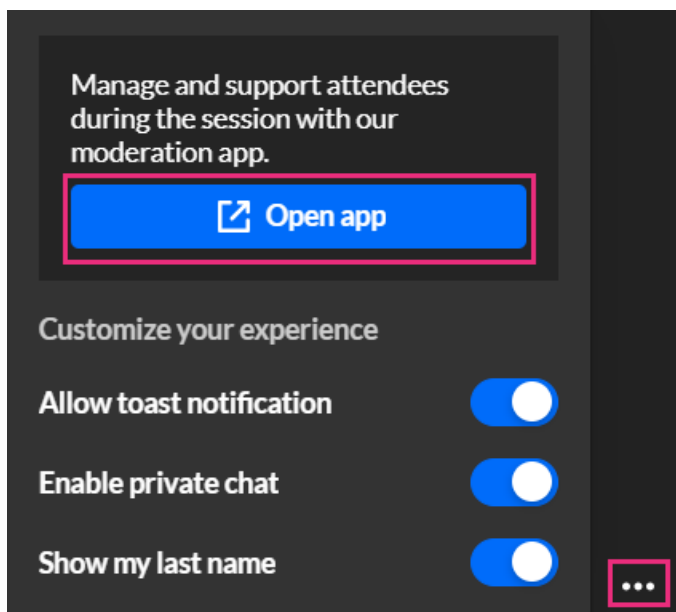 Manage and support attendees
during the session with our
moderation app.
Open app
Customize your experience
Allow toast notification
Enable private chat
Show my last name